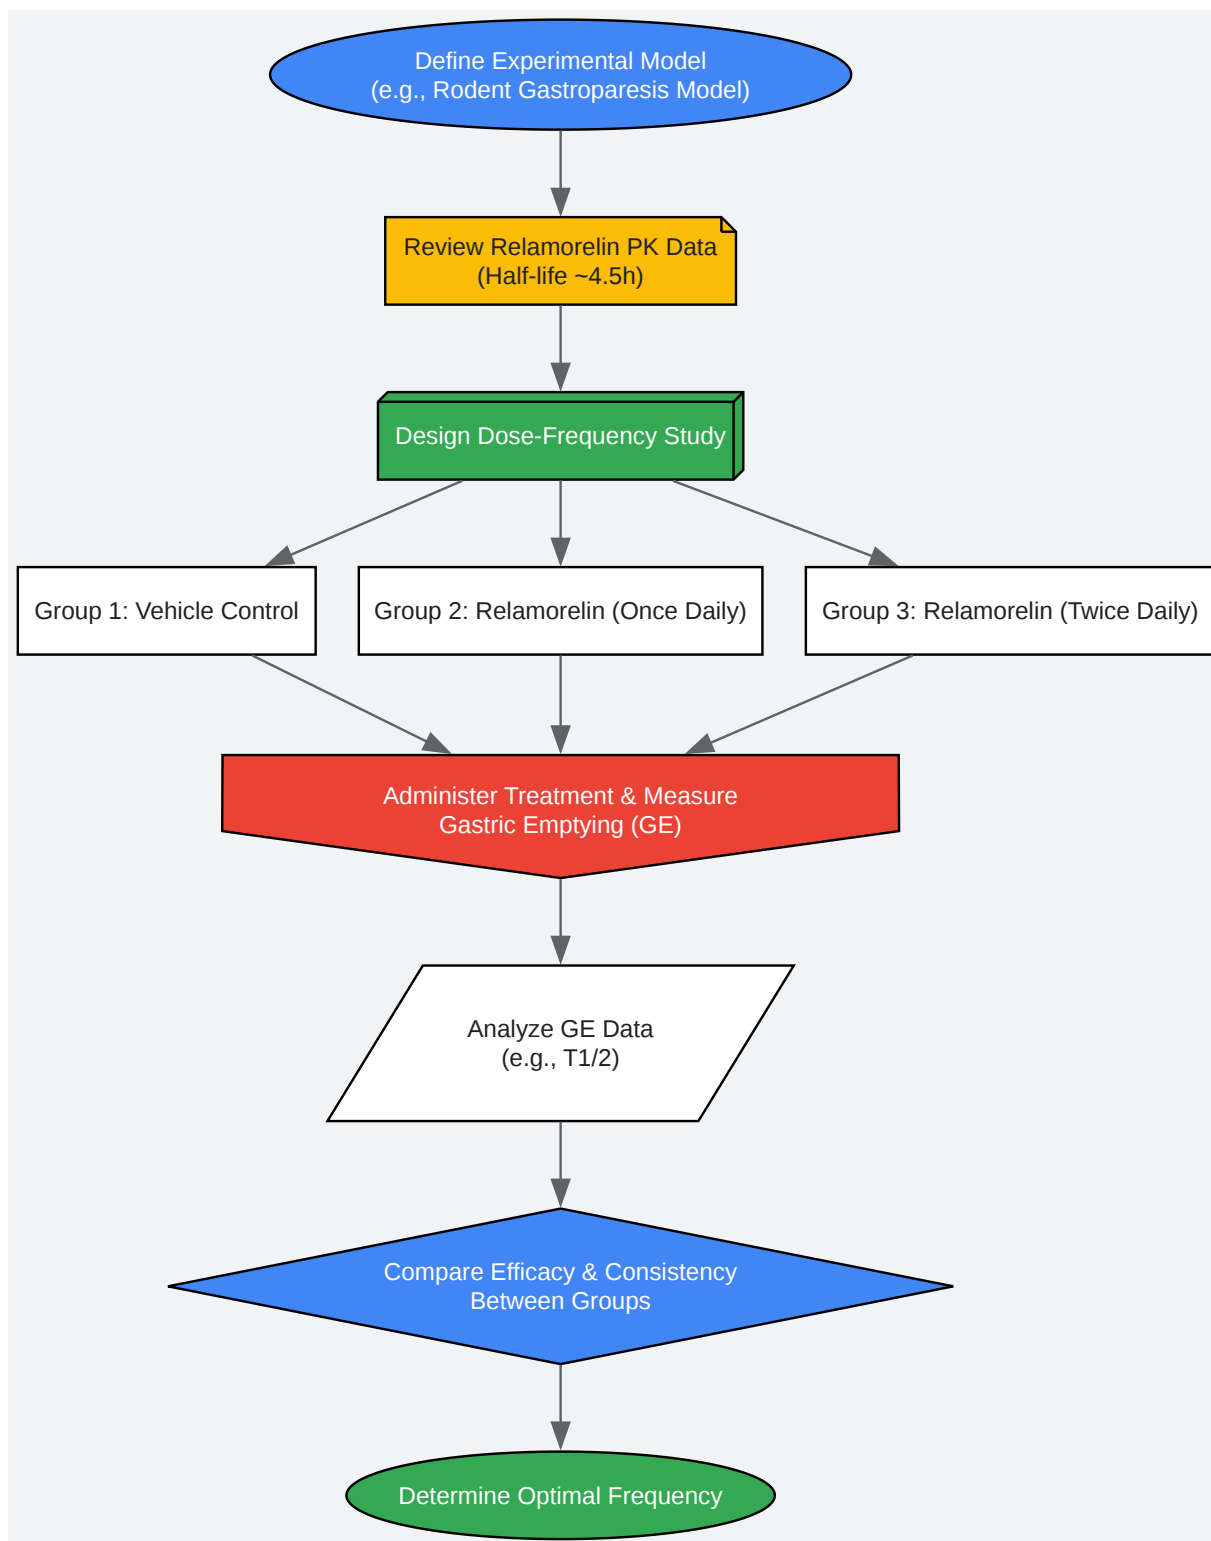 Define Experimental Model
(e.g., Rodent Gastroparesis Model)
Review Relamorelin PK Data
(Half-life ~4.5h)
Design Dose-Frequency Study
Group 1: Vehicle Control
Group 2: Relamorelin (Once Daily)
Group 3: Relamorelin (Twice Daily)
Administer Treatment & Measure
Gastric Emptying (GE)
Analyze GE Data
(e.g., T1/2)
Compare Efficacy & Consistency
Between Groups
Determine Optimal Frequency